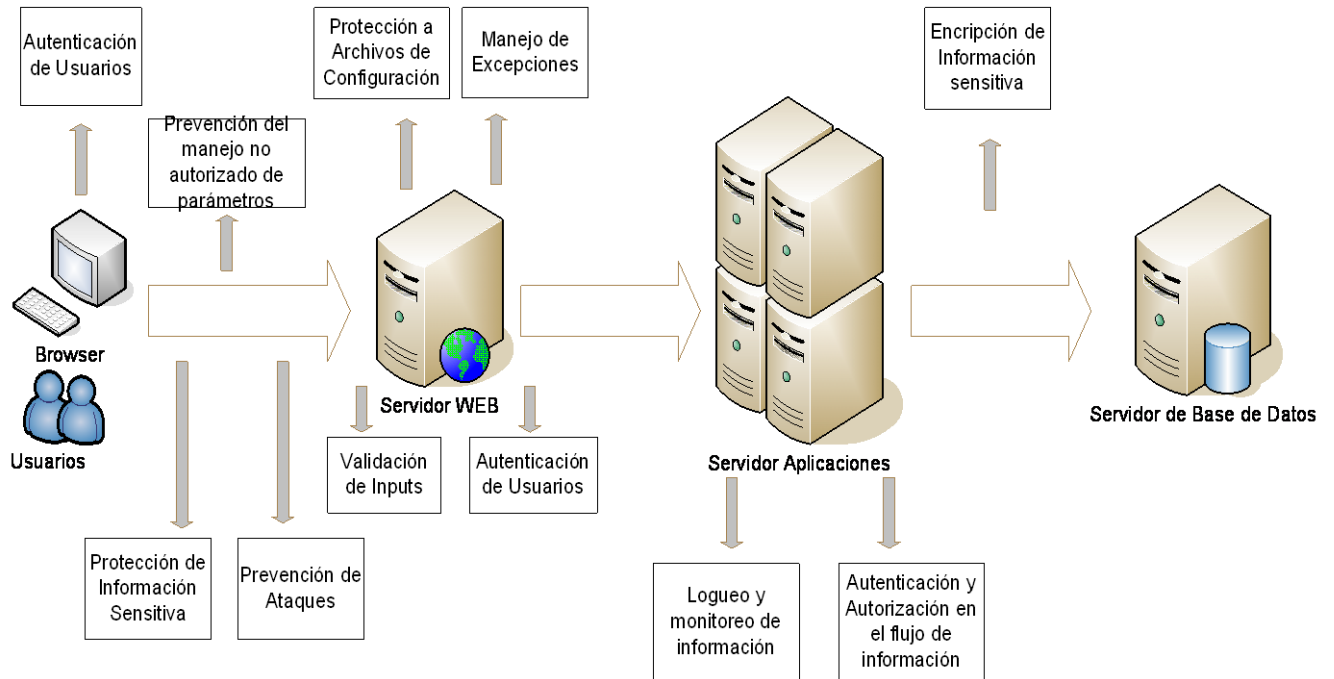 Autenticación
de Usuarios
Prevención del
manejo no
autorizado de
parámetros
Protección a
Archivos de
Configuración
Manejo de
Excepciones
Encripción de
Información
sensitiva
Browser
Usuarios
Servidor WEB
Servidor Aplicaciones
Servidor de Base de Datos
Validación
de Inputs
Autenticación
de Usuarios
Protección de
Información
Sensitiva
Prevención de
Ataques
Logueo y
monitoreo de
información
Autenticación y
Autorización en
el flujo de
información